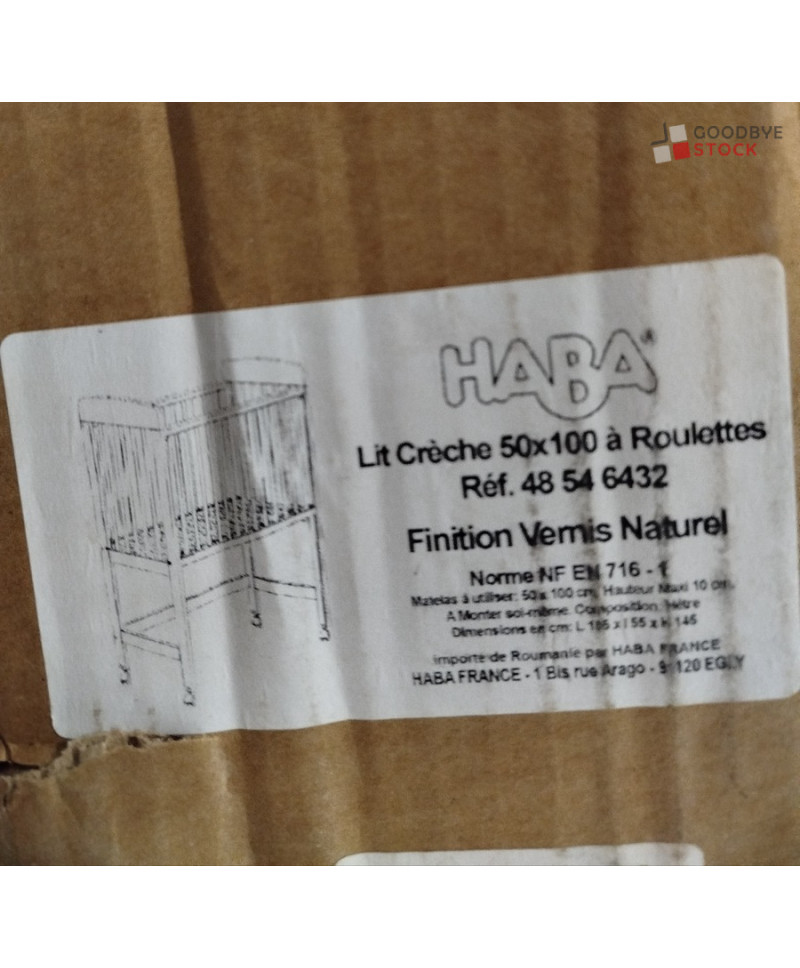 GOODBYE
STOCK
HABA®
Lit Crèche 50x100 à Roulettes
Réf. 48 54 6432
Finition Vernis Naturel
Norme NF EN 716 - 1
Matelas à utiliser: 50 x 100 cm, Hauteur Maxi 10 cm.
A Monter soi-même. Composition: Hêtre
Dimensions en cm: L x l 55 x H 145
importé de Roumanie par HABA FRANCE
HABA FRANCE - 1 Bis rue Arago - 91120 EGLY